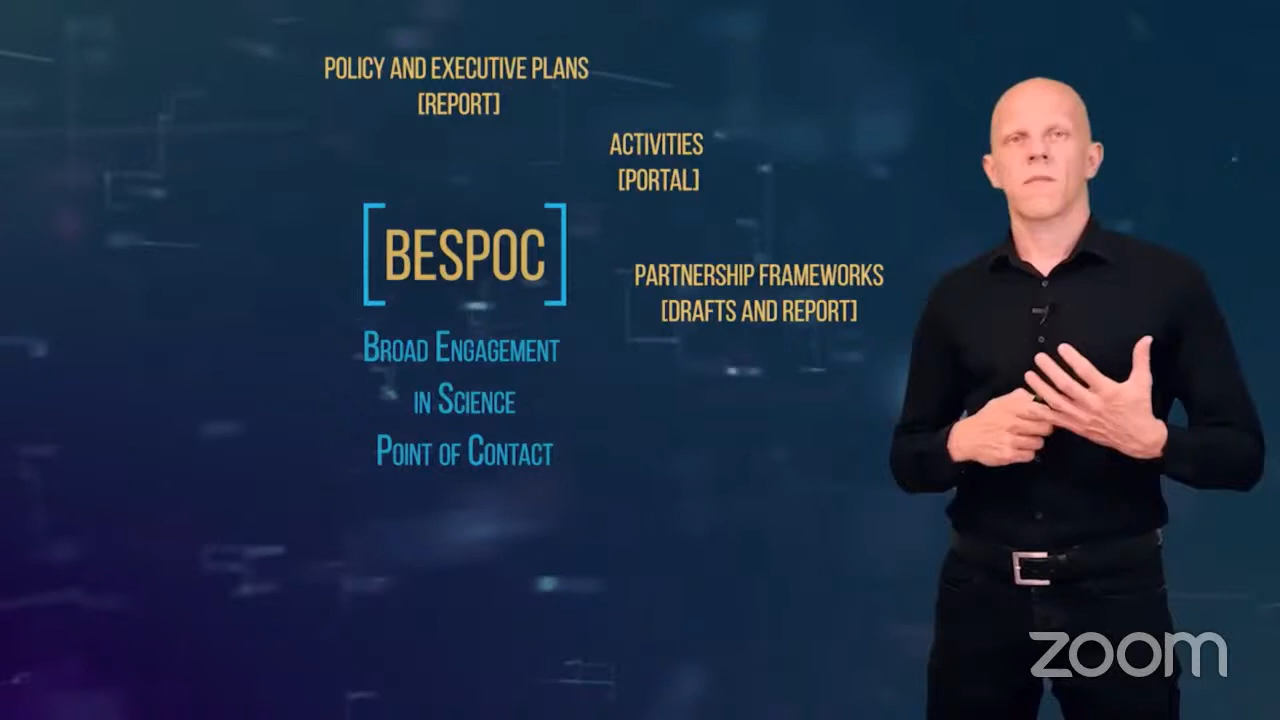 POLICY AND EXECUTIVE PLANS
[REPORT]
ACTIVITIES
[PORTAL]
[BESPOC]
PARTNERSHIP FRAMEWORKS
[DRAFTS AND REPORT]
BROAD ENGAGEMENT
IN SCIENCE
POINT OF CONTACT
zoom